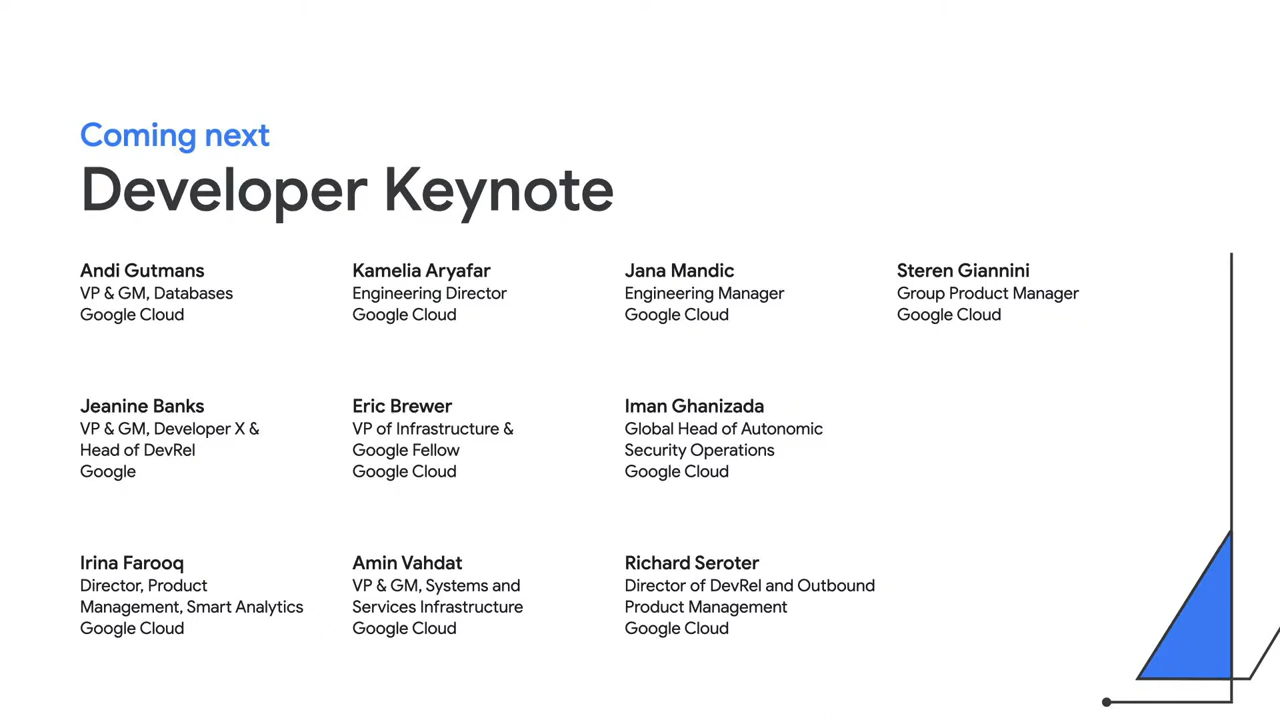 Coming next
Developer Keynote
Andi Gutmans
VP & GM, Databases
Google Cloud
Kamelia Aryafar
Engineering Director
Google Cloud
Jana Mandic
Engineering Manager
Google Cloud
Steren Giannini
Group Product Manager
Google Cloud
Jeanine Banks
VP & GM, Developer X &
Head of DevRel
Google
Eric Brewer
VP of Infrastructure &
Google Fellow
Google Cloud
Iman Ghanizada
Global Head of Autonomic
Security Operations
Google Cloud
Irina Farooq
Director, Product
Management, Smart Analytics
Google Cloud
Amin Vahdat
VP & GM, Systems and
Services Infrastructure
Google Cloud
Richard Seroter
Director of DevRel and Outbound
Product Management
Google Cloud